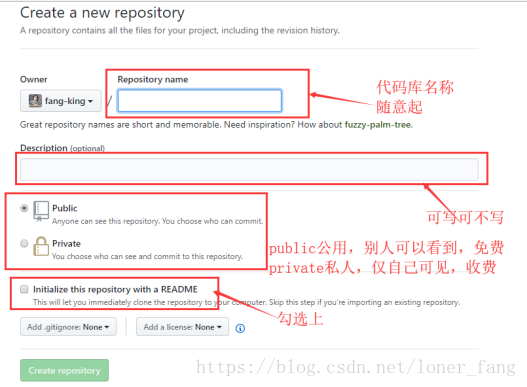 Create a new repository
A repository contains all the files for your project, including the revision history.
Owner
Repository name
fang-king
/
代码库名称
随意起
Great repository names are short and memorable. Need inspiration? How about fuzzy-palm-tree.
Description (optional)
可写可不写
Public
Anyone can see this repository. You choose who can commit.
public公用，别人可以看到，免费
Private
You choose who can see and commit to this repository.
private私人，仅自己可见，收费
Initialize this repository with a README
This will let you immediately clone the repository to your computer. Skip this step if you're importing an existing repository.
勾选上
Add .gitignore: None
Add a license: None
Create repository
https://blog.csdn.net/loner_fang